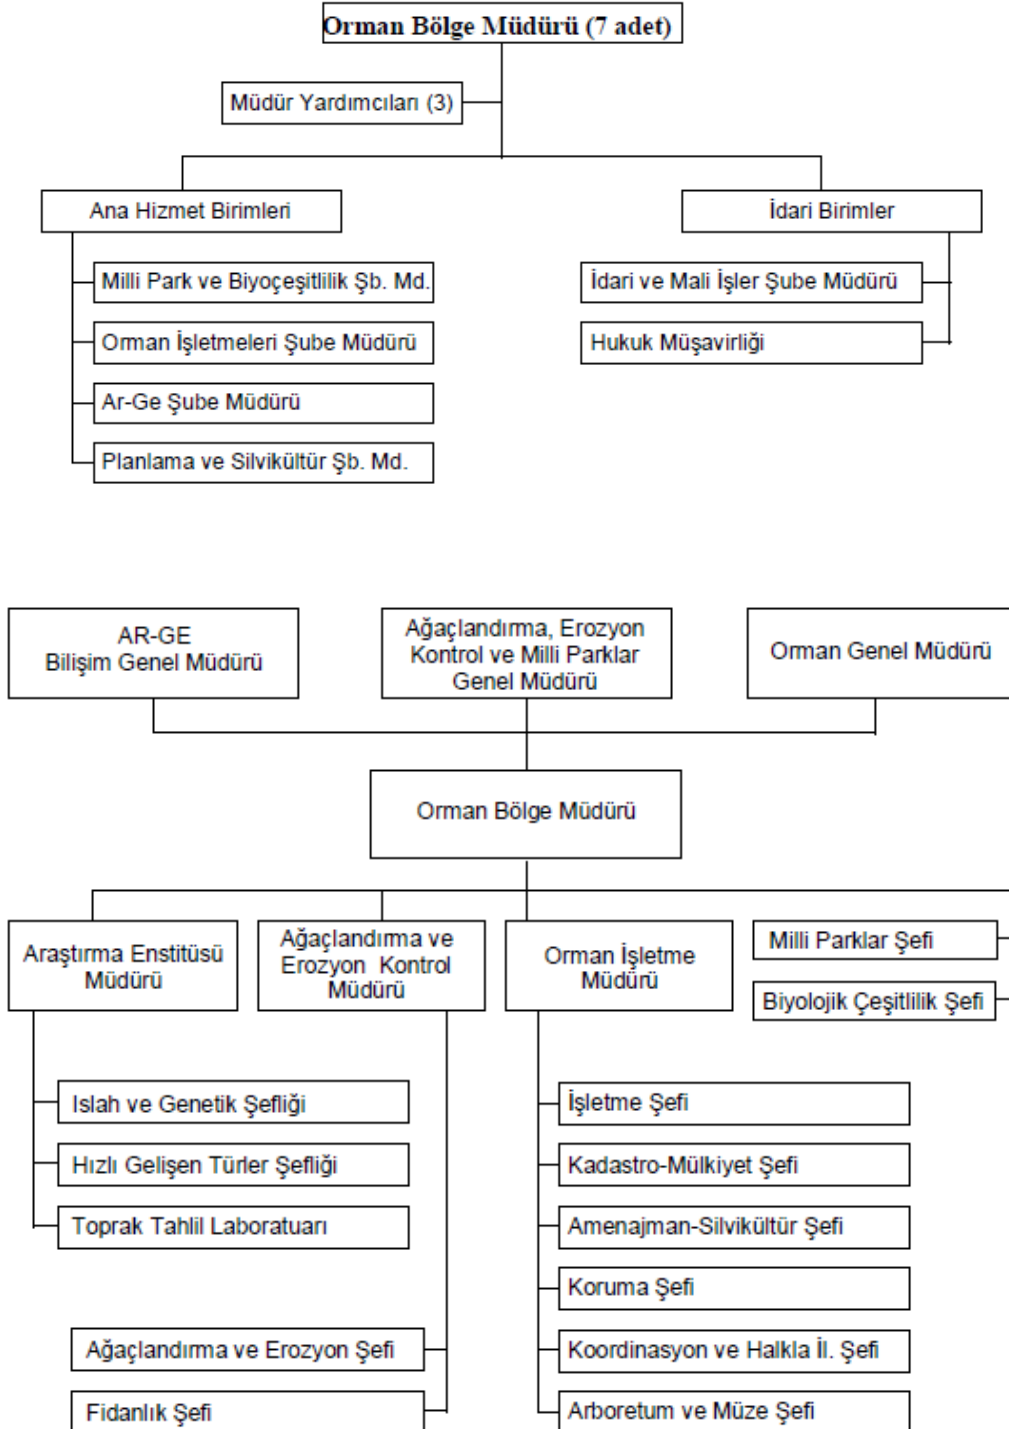 Orman Bölge Müdürü (7 adet)
Müdür Yardımcıları (3)
Ana Hizmet Birimleri
İdari Birimler
Milli Park ve Biyoçeşitlilik Şb. Md.
Orman İşletmeleri Şube Müdürü
Ar-Ge Şube Müdürü
Planlama ve Silvikültür Şb. Md.
İdari ve Mali İşler Şube Müdürü
Hukuk Müşavirliği
AR-GE
Bilişim Genel Müdürü
Ağaçlandırma, Erozyon
Kontrol ve Milli Parklar
Genel Müdürü
Orman Genel Müdürü
Orman Bölge Müdürü
Araştırma Enstitüsü
Müdürü
Ağaçlandırma ve
Erozyon Kontrol
Müdürü
Orman İşletme
Müdürü
Milli Parklar Şefi
Biyolojik Çeşitlilik Şefi
Islah ve Genetik Şefliği
Hızlı Gelişen Türler Şefliği
Toprak Tahlil Laboratuarı
Ağaçlandırma ve Erozyon Şefi
Fidanlık Şefi
İşletme Şefi
Kadastro-Mülkiyet Şefi
Amenajman-Silvikültür Şefi
Koruma Şefi
Koordinasyon ve Halkla İl. Şefi
Arboretum ve Müze Şefi